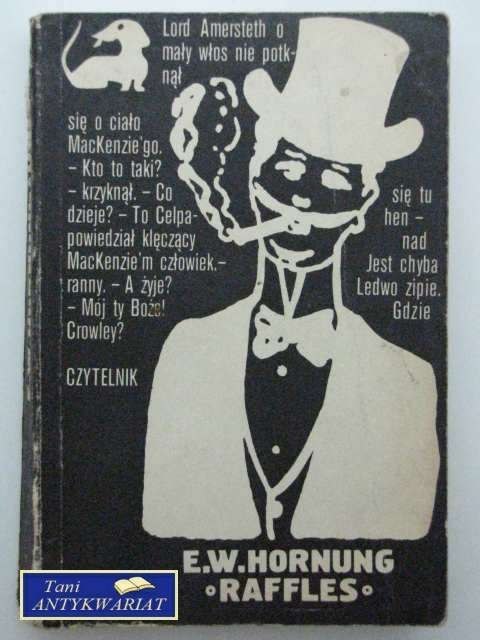 Lord Amersteth o
mały włos nie potk-
nął
się o ciało
MacKenzie'go.
– Kto to taki?
– krzyknął. – Co się tu
dzieje? – To Celpa- hen –
powiedział klęczący nad
MacKenzie'm człowiek.– Jest chyba
ranny. – A żyje? Ledwo zipie.
– Mój ty Boże! Gdzie
Crowley?
CZYTELNIK
E.W.HORNUNG
∘RAFFLES∘
Tani
ANTYKWARIAT